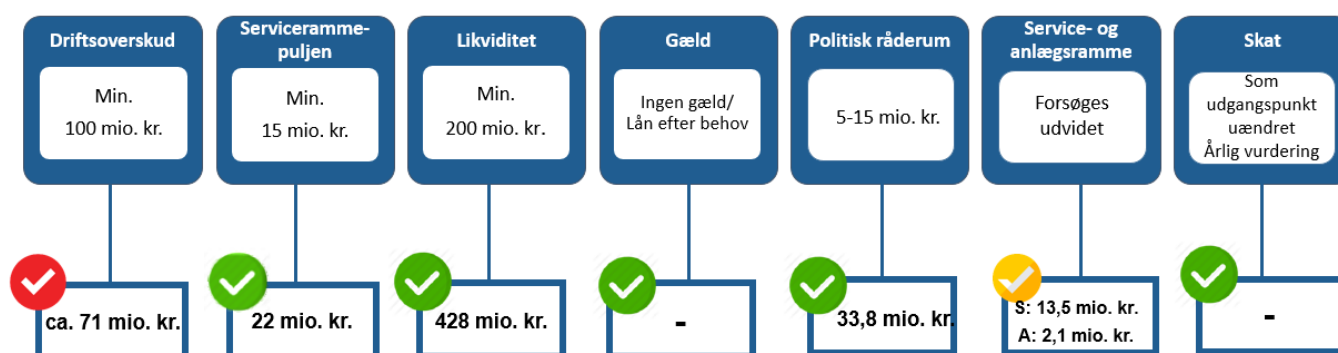 Driftsoverskud
Min.
100 mio. kr.
ca. 71 mio. kr.
Serviceramme-
puljen
Min.
15 mio. kr.
22 mio. kr.
Likviditet
Min.
200 mio. kr.
428 mio. kr.
Gæld
Ingen gæld/
Lån efter behov
-
Politisk råderum
5-15 mio. kr.
33,8 mio. kr.
Service- og
anlægsramme
Forsøges
udvidet
S: 13,5 mio. kr.
A: 2,1 mio. kr.
Skat
Som
udgangspunkt
uændret
Årlig vurdering
-